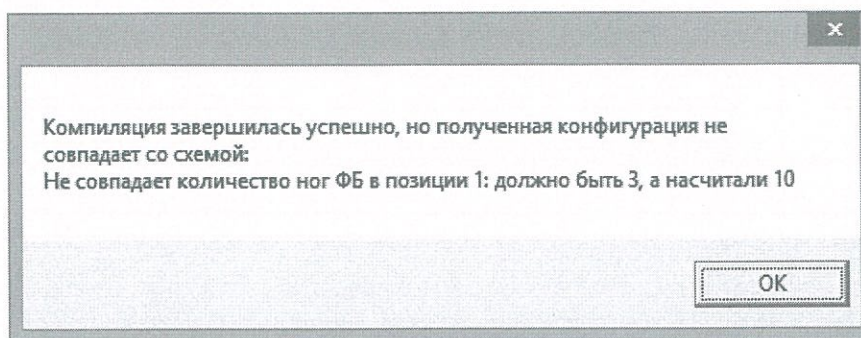 Компиляция завершилась успешно, но полученная конфигурация не
совпадает со схемой:
Не совпадает количество ног ФБ в позиции 1: должно быть 3, а насчитали 10
OK